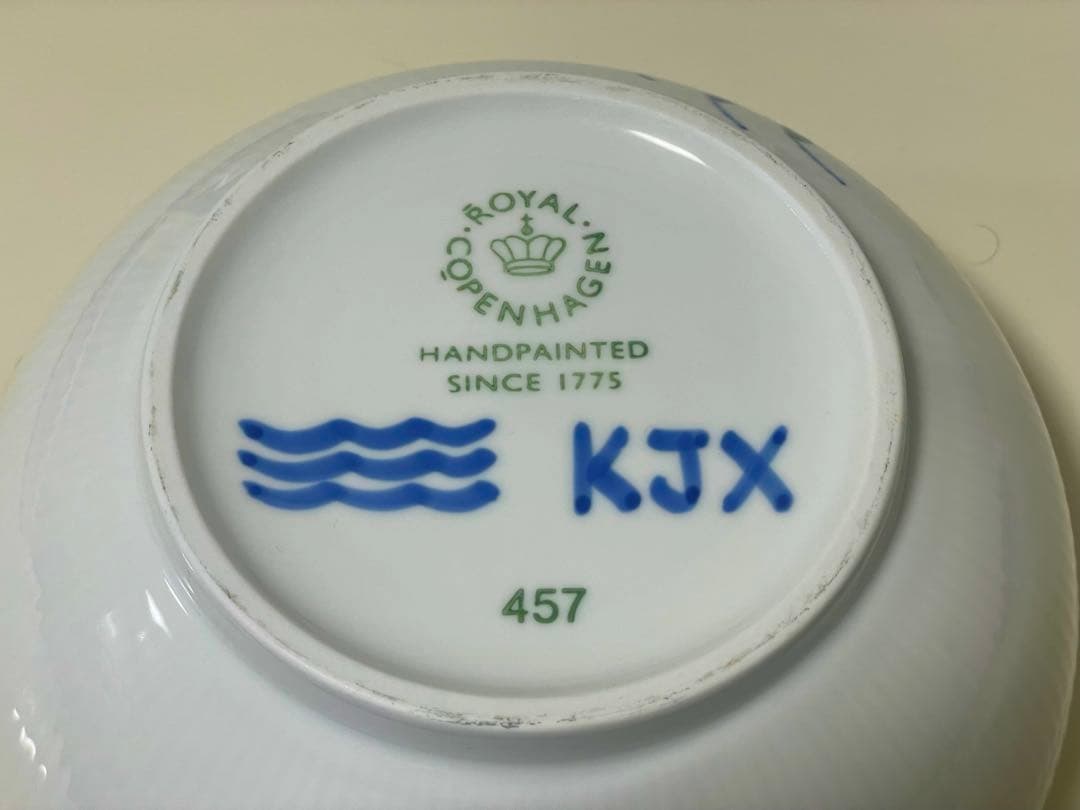 ROYAL · COPENHAGEN ·
HANDPAINTED
SINCE 1775
KJX
457